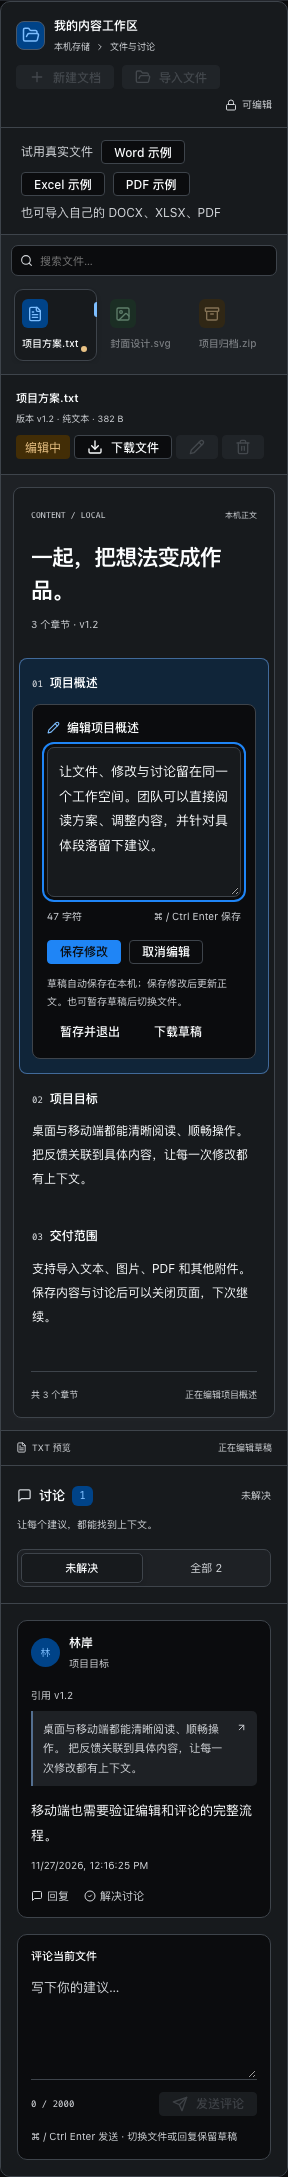 我的内容工作区
本机存储 > 文件与讨论
新建文档 导入文件
可编辑
试用真实文件 Word 示例
Excel 示例 PDF 示例
也可导入自己的 DOCX、XLSX、PDF
搜索文件...
项目方案.txt 封面设计.svg 项目归档.zip
项目方案.txt
版本 v1.2 · 纯文本 · 382 B
编辑中 下载文件
CONTENT / LOCAL 本机正文
一起，把想法变成作
品。
3 个章节 · v1.2
01 项目概述
编辑项目概述
让文件、修改与讨论留在同一
个工作空间。团队可以直接阅
读方案、调整内容，并针对具
体段落留下建议。
47 字符 ⌘ / Ctrl Enter 保存
保存修改 取消编辑
草稿自动保存在本机；保存修改后更新正
文。也可暂存草稿后切换文件。
暂存并退出 下载草稿
02 项目目标
桌面与移动端都能清晰阅读、顺畅操作。
把反馈关联到具体内容，让每一次修改都
有上下文。
03 交付范围
支持导入文本、图片、PDF 和其他附件。
保存内容与讨论后可以关闭页面，下次继
续。
共 3 个章节 正在编辑项目概述
TXT 预览 正在编辑草稿
讨论 1 未解决
让每个建议，都能找到上下文。
未解决 全部 2
林 林岸
项目目标
引用 v1.2
桌面与移动端都能清晰阅读、顺畅操
作。 把反馈关联到具体内容，让每一
次修改都有上下文。
移动端也需要验证编辑和评论的完整流
程。
11/27/2026, 12:16:25 PM
回复 解决讨论
评论当前文件
写下你的建议...
0 / 2000 发送评论
⌘ / Ctrl Enter 发送 · 切换文件或回复保留草稿